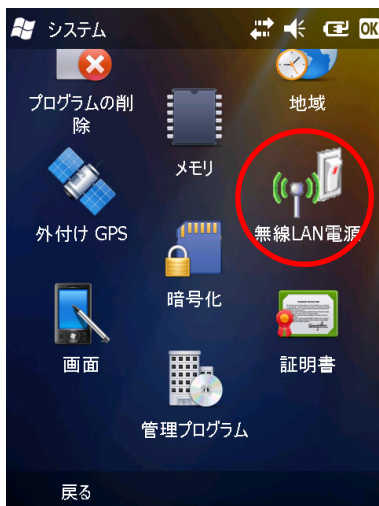 システム
OK
プログラムの削
除
地域
メモリ
外付け GPS
無線LAN電源
暗号化
画面
証明書
管理プログラム
戻る